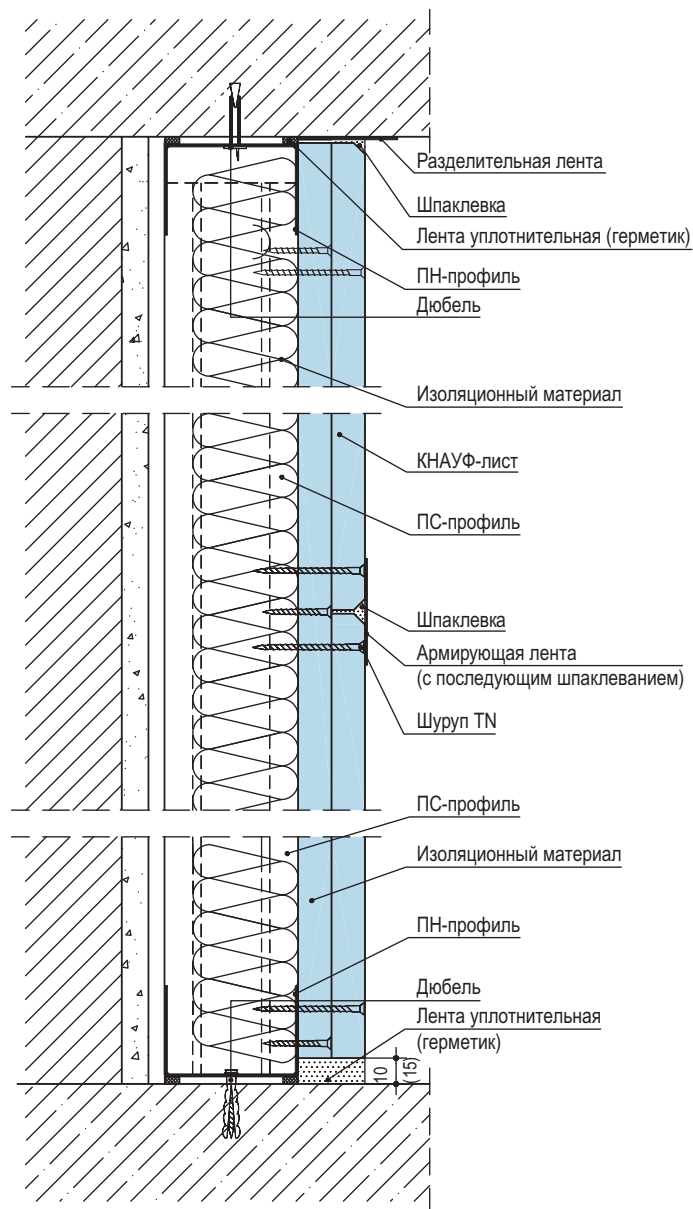 Разделительная лента
Шпаклевка
Лента уплотнительная (герметик)
ПН-профиль
Дюбель
Изоляционный материал
КНАУФ-лист
ПС-профиль
Шпаклевка
Армирующая лента
(с последующим шпаклеванием)
Шуруп TN
ПС-профиль
Изоляционный материал
ПН-профиль
Дюбель
Лента уплотнительная
(герметик)
10
(15)